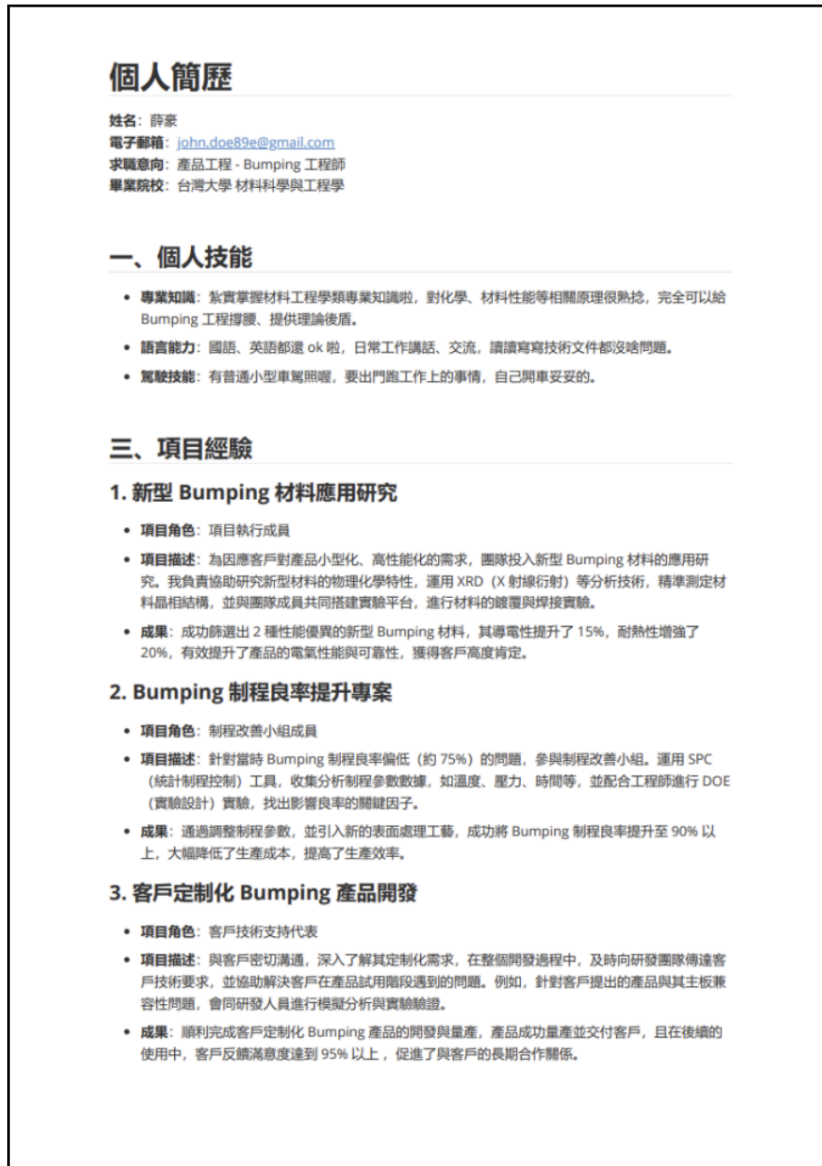 個人簡歷
姓名：薛豪
電子郵箱：john.doe89e@gmail.com
求職意向：產品工程 - Bumping 工程師
畢業院校：台灣大學 材料科學與工程學
一、個人技能
• 專業知識：紮實掌握材料工程學類專業知識啦，對化學、材料性能等相關原理很熟捻，完全可以給
Bumping 工程撐腰、提供理論後盾。
• 語言能力：國語、英語都還 ok 啦，日常工作講話、交流，讀讀寫寫技術文件都沒啥問題。
• 駕駛技能：有普通小型車駕照喔，要出門跑工作上的事情，自己開車妥妥的。
三、項目經驗
1. 新型 Bumping 材料應用研究
• 項目角色：項目執行成員
• 項目描述：為因應客戶對產品小型化、高性能化的需求，團隊投入新型 Bumping 材料的應用研
究。我負責協助研究新型材料的物理化學特性，運用 XRD（X 射線衍射）等分析技術，精準測定材
料晶相結構，並與團隊成員共同搭建實驗平台，進行材料的鍍覆與焊接實驗。
• 成果：成功篩選出 2 種性能優異的新型 Bumping 材料，其導電性提升了 15%，耐熱性增強了
20%，有效提升了產品的電氣性能與可靠性，獲得客戶高度肯定。
2. Bumping 制程良率提升專案
• 項目角色：制程改善小組成員
• 項目描述：針對當時 Bumping 制程良率偏低（約 75%）的問題，參與制程改善小組。運用 SPC
（統計制程控制）工具，收集分析制程參數數據，如溫度、壓力、時間等，並配合工程師進行 DOE
（實驗設計）實驗，找出影響良率的關鍵因子。
• 成果：通過調整制程參數，並引入新的表面處理工藝，成功將 Bumping 制程良率提升至 90% 以
上，大幅降低了生產成本，提高了生產效率。
3. 客戶定制化 Bumping 產品開發
• 項目角色：客戶技術支持代表
• 項目描述：與客戶密切溝通，深入了解其定制化需求，在整個開發過程中，及時向研發團隊傳達客
戶技術要求，並協助解決客戶在產品試用階段遇到的問題。例如，針對客戶提出的產品與其主板兼
容性問題，會同研發人員進行模擬分析與實驗驗證。
• 成果：順利完成客戶定制化 Bumping 產品的開發與量產，產品成功量產並交付客戶，且在後續的
使用中，客戶反饋滿意度達到 95% 以上 ，促進了與客戶的長期合作關係。